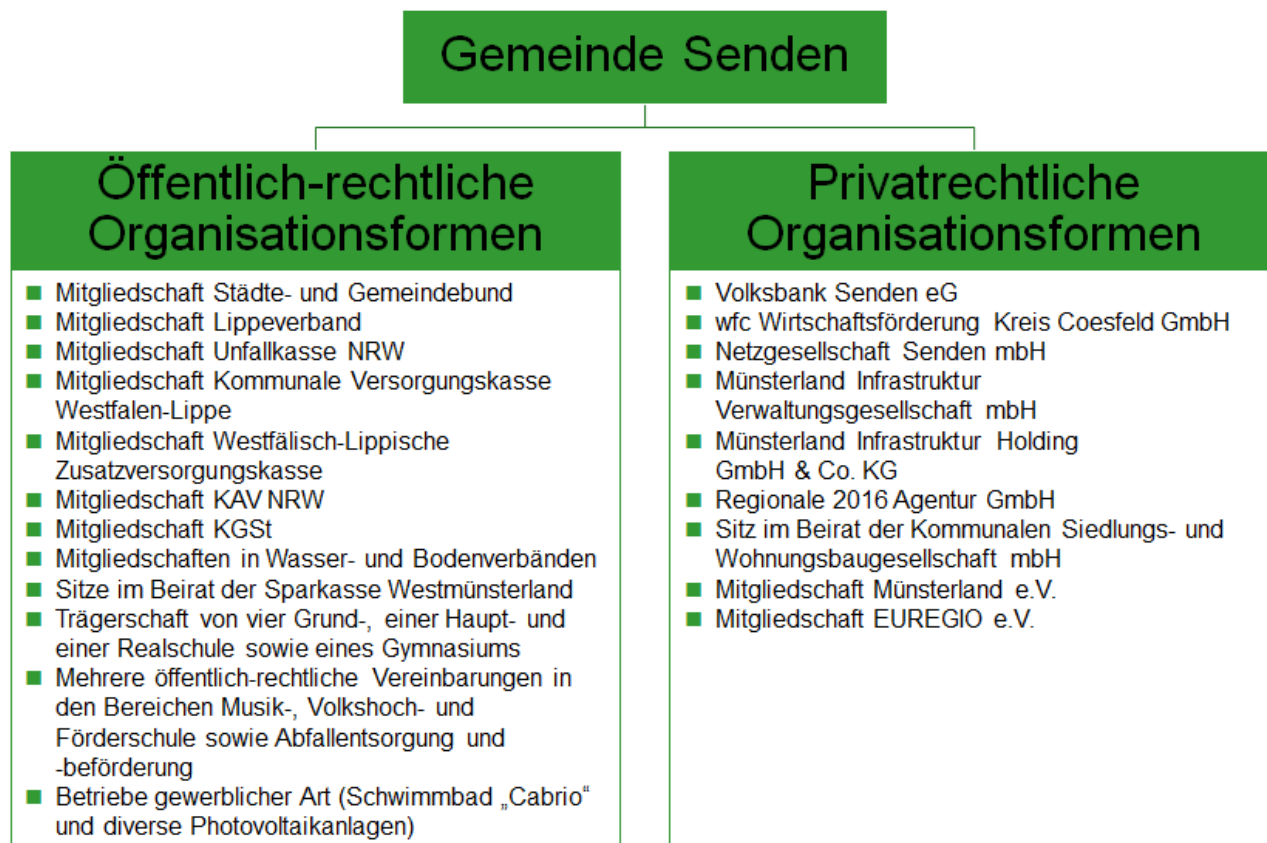 Gemeinde Senden
Öffentlich-rechtliche
Organisationsformen
Mitgliedschaft Städte- und Gemeindebund
Mitgliedschaft Lippeverband
Mitgliedschaft Unfallkasse NRW
Mitgliedschaft Kommunale Versorgungskasse
Westfalen-Lippe
Mitgliedschaft Westfälisch-Lippische
Zusatzversorgungskasse
Mitgliedschaft KAV NRW
Mitgliedschaft KGSt
Mitgliedschaften in Wasser- und Bodenverbänden
Sitze im Beirat der Sparkasse Westmünsterland
Trägerschaft von vier Grund-, einer Haupt- und
einer Realschule sowie eines Gymnasiums
Mehrere öffentlich-rechtliche Vereinbarungen in
den Bereichen Musik-, Volkshoch- und
Förderschule sowie Abfallentsorgung und
-beförderung
Betriebe gewerblicher Art (Schwimmbad „Cabrio“
und diverse Photovoltaikanlagen)
Privatrechtliche
Organisationsformen
Volksbank Senden eG
wfc Wirtschaftsförderung Kreis Coesfeld GmbH
Netzgesellschaft Senden mbH
Münsterland Infrastruktur
Verwaltungsgesellschaft mbH
Münsterland Infrastruktur Holding
GmbH & Co. KG
Regionale 2016 Agentur GmbH
Sitz im Beirat der Kommunalen Siedlungs- und
Wohnungsbaugesellschaft mbH
Mitgliedschaft Münsterland e.V.
Mitgliedschaft EUREGIO e.V.